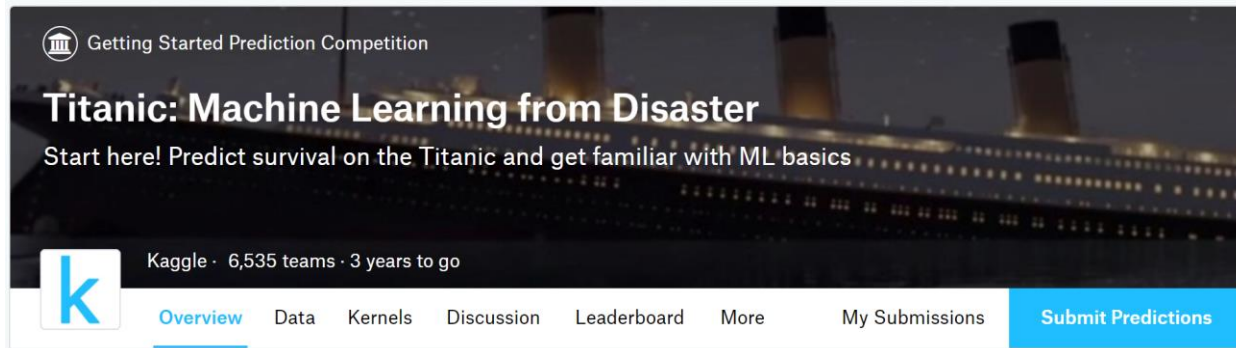 Getting Started Prediction Competition
Titanic: Machine Learning from Disaster
Start here! Predict survival on the Titanic and get familiar with ML basics
Kaggle · 6,535 teams · 3 years to go
k
Overview Data Kernels Discussion Leaderboard More My Submissions Submit Predictions